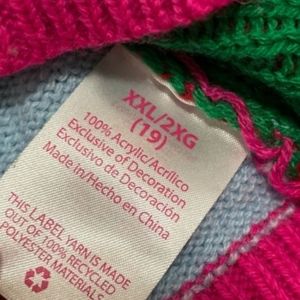 XXL/2XG
(19)
100% Acrylic/Acrílico
Exclusive of Decoration
Exclusivo de Decoración
Made in/Hecho en China
THIS LABEL YARN IS MADE
OUT OF 100% RECYCLED
POLYESTER MATERIALS